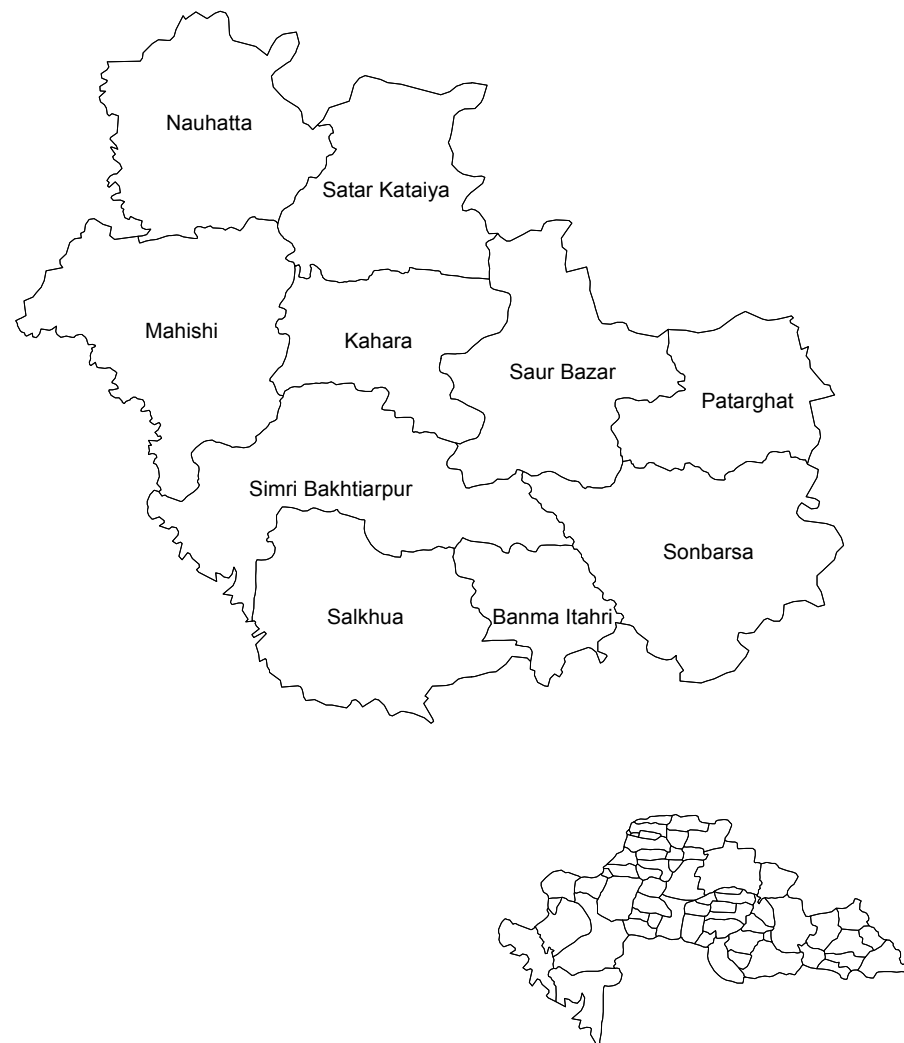 Nauhatta
Satar Kataiya
Mahishi
Kahara
Saur Bazar
Patarghat
Simri Bakhtiarpur
Sonbarsa
Salkhua
Banma Itahri